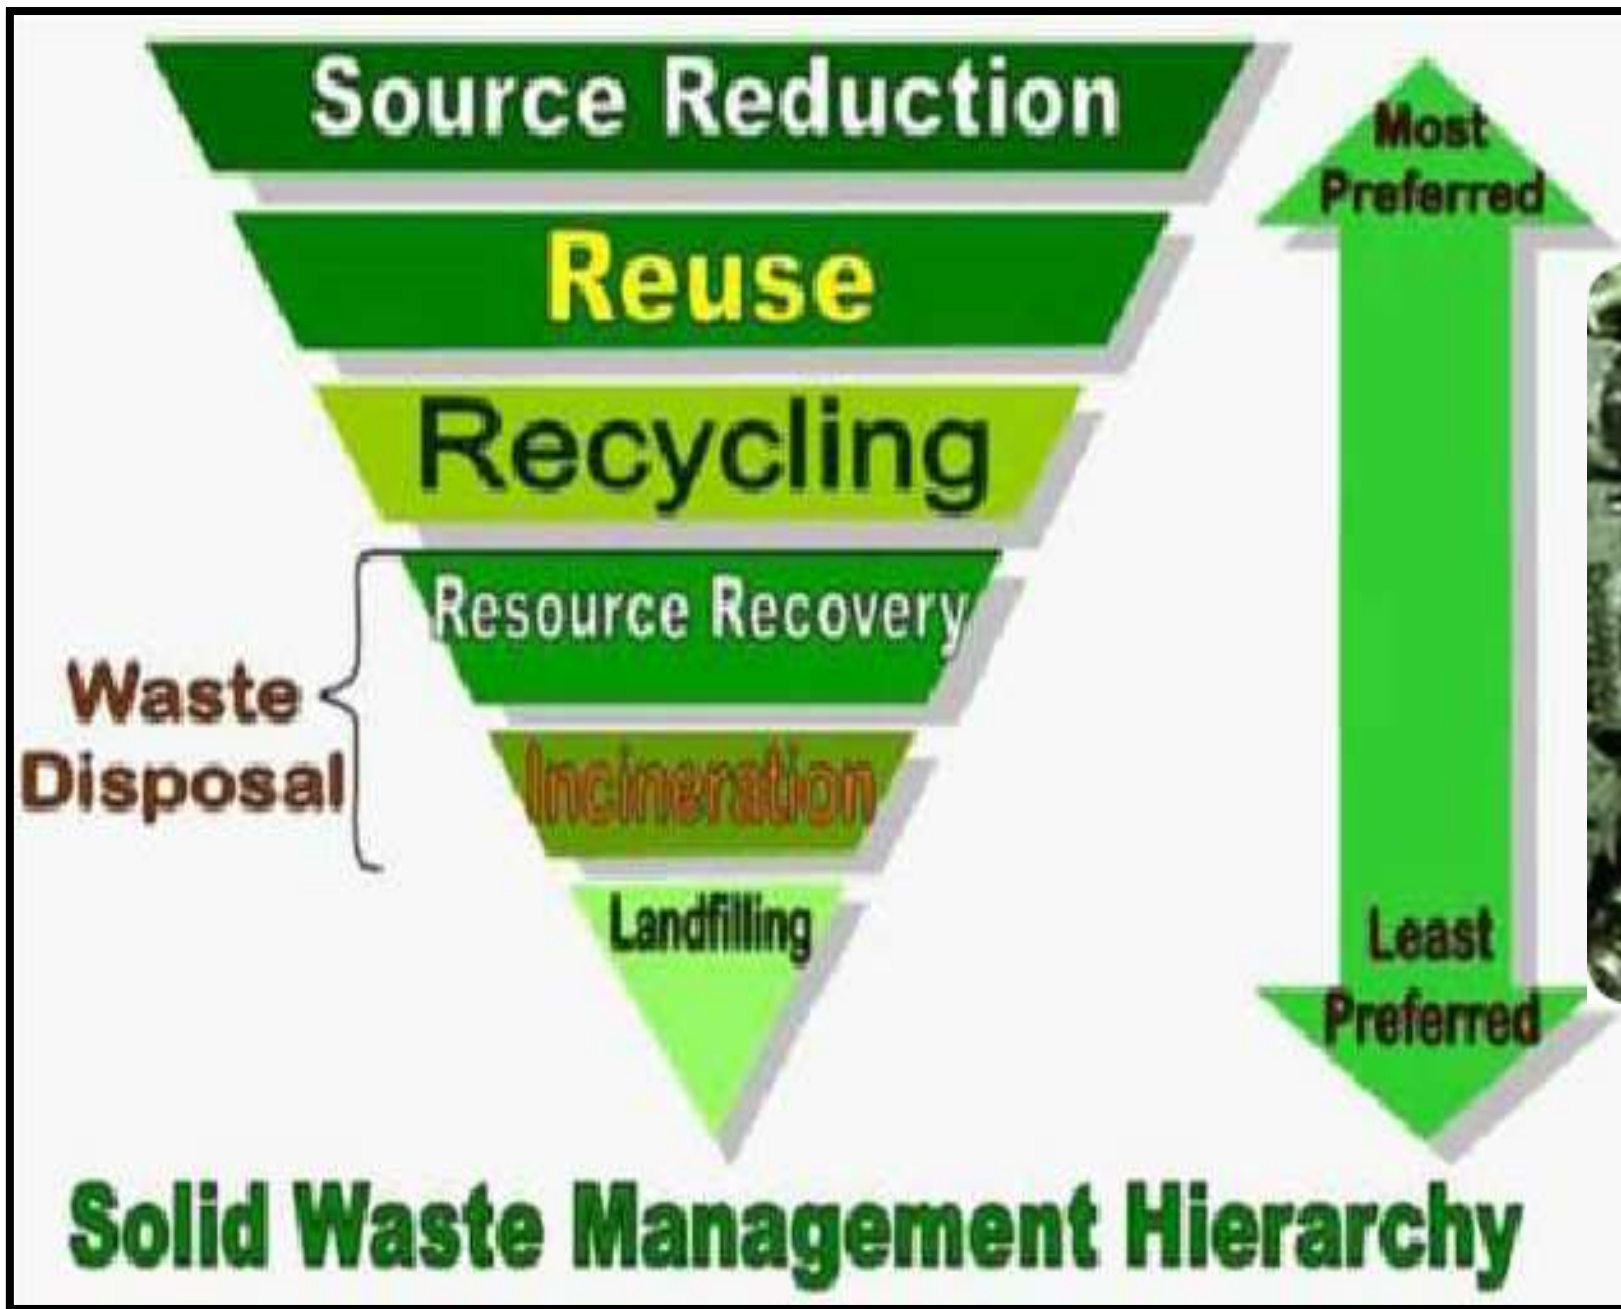 Source Reduction
Most
Preferred
Reuse
Recycling
Resource Recovery
Waste
Disposal
Incineration
Landfilling
Least
Preferred
Solid Waste Management Hierarchy